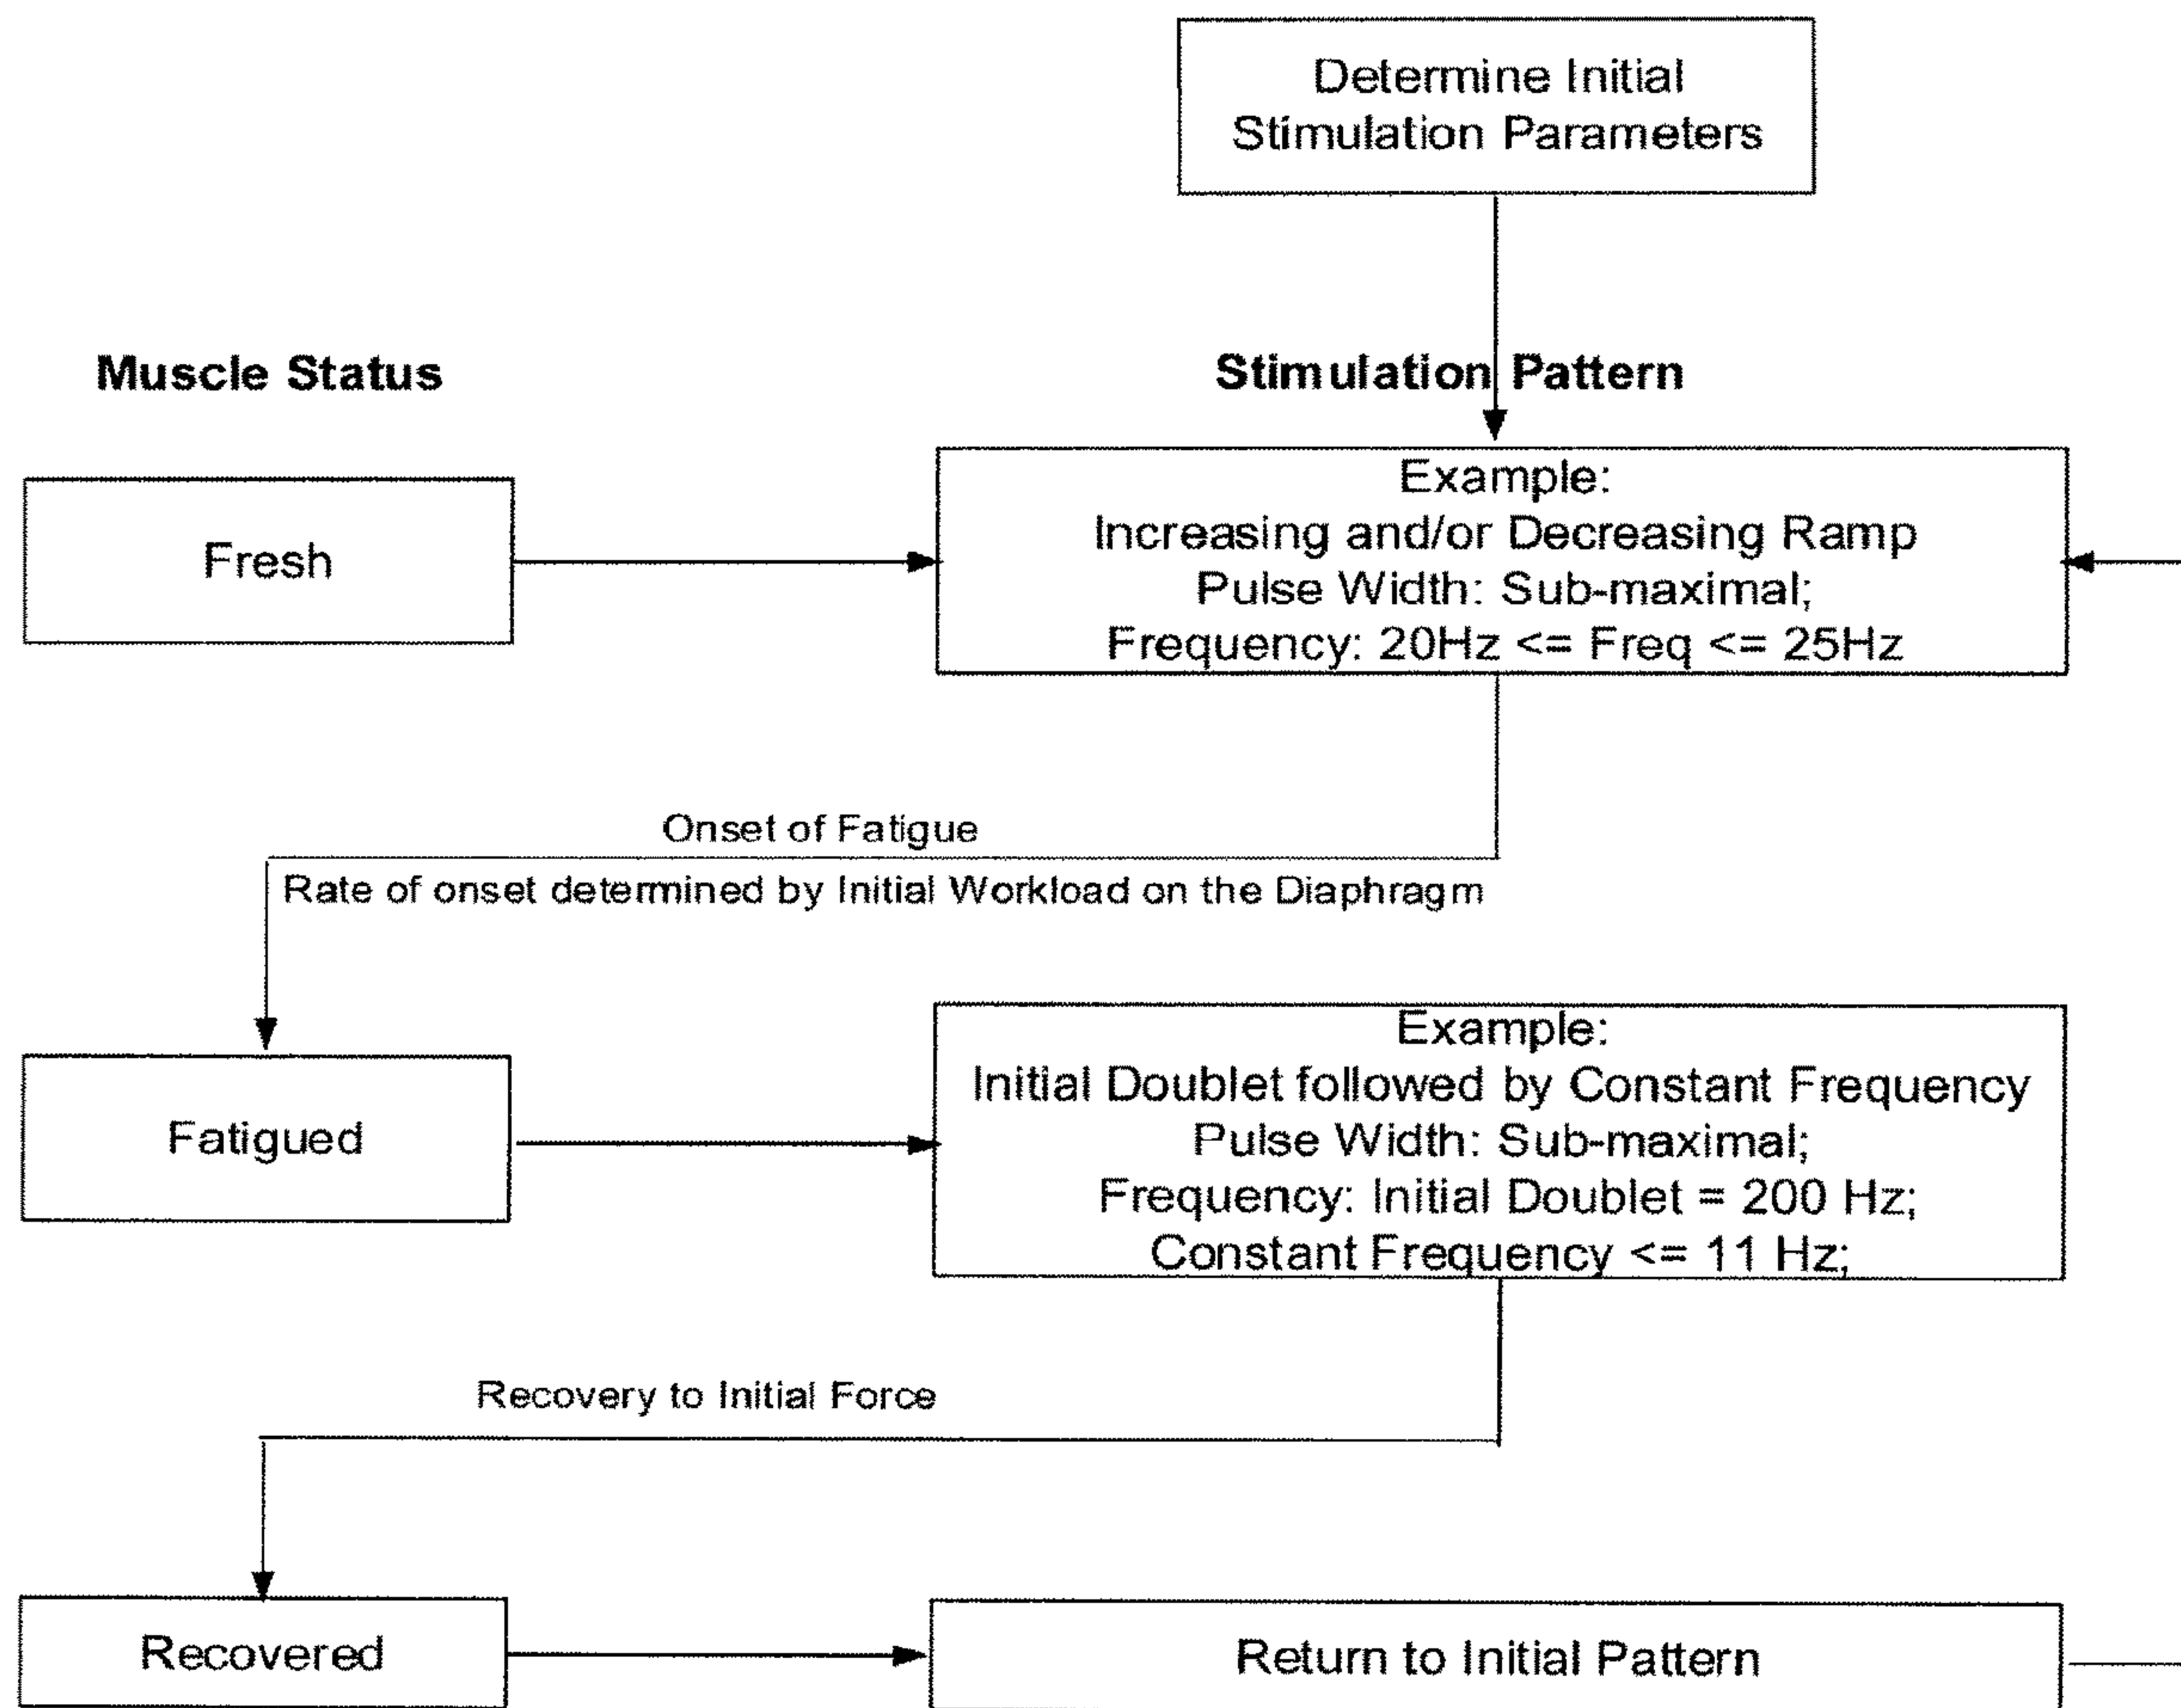 Determine Initial
Stimulation Parameters
Muscle Status
Stimulation Pattern
Fresh
Example:
Increasing and/or Decreasing Ramp
Pulse Width: Sub-maximal;
Frequency: 20Hz <= Freq <= 25Hz
Onset of Fatigue
Rate of onset determined by Initial Workload on the Diaphragm
Fatigued
Example:
Initial Doublet followed by Constant Frequency
Pulse Width: Sub-maximal;
Frequency: Initial Doublet = 200 Hz;
Constant Frequency <= 11 Hz;
Recovery to Initial Force
Recovered
Return to Initial Pattern